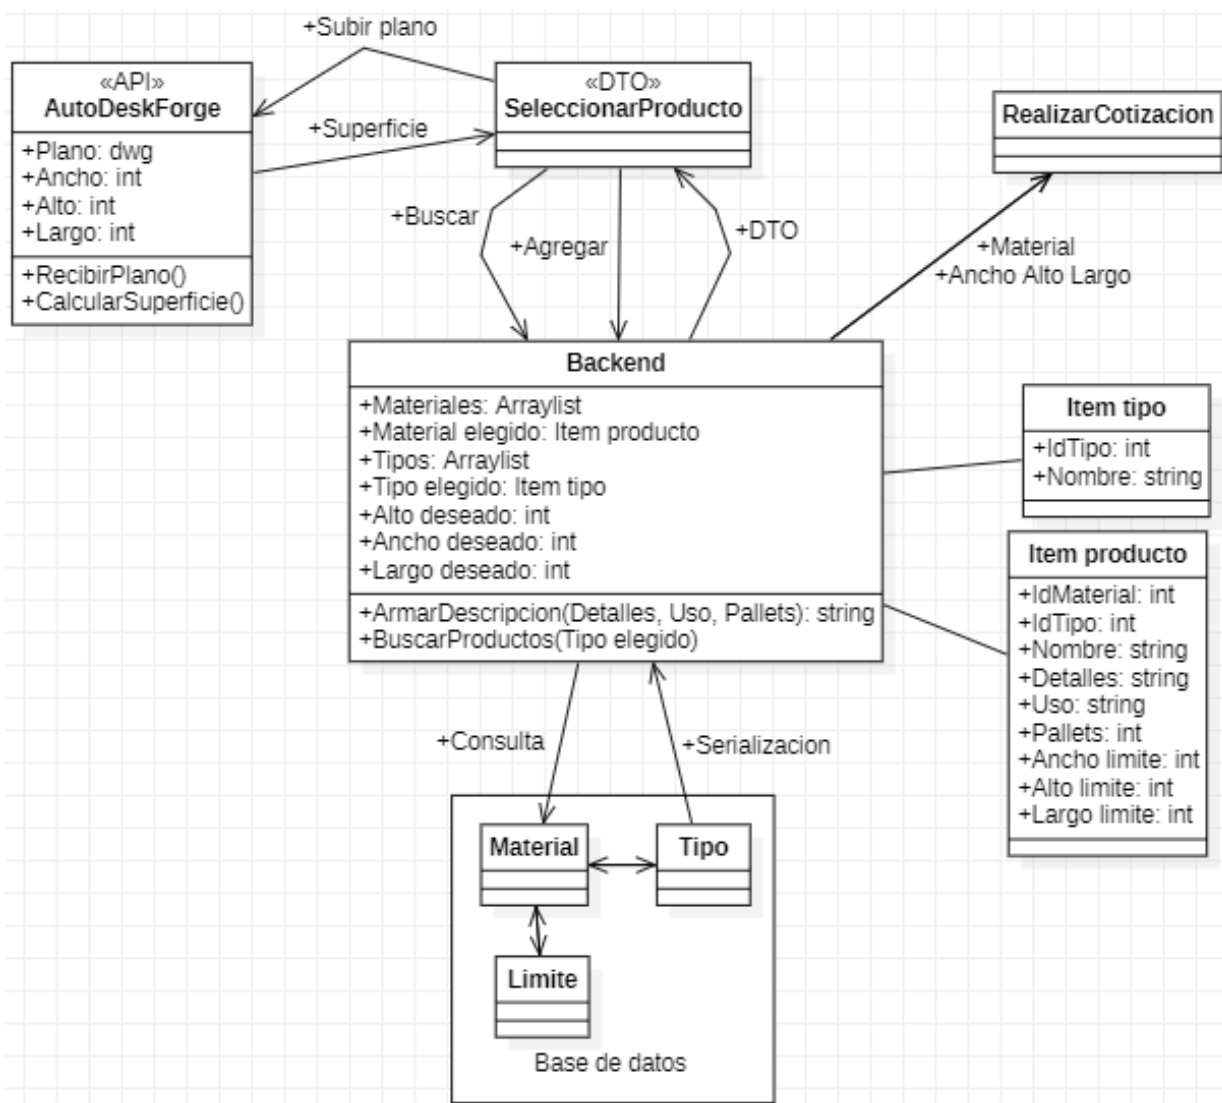 +Subir plano
«API»
AutoDeskForge
+Plano: dwg
+Ancho: int
+Alto: int
+Largo: int
+RecibirPlano()
+CalcularSuperficie()
+Superficie
«DTO»
SeleccionarProducto
RealizarCotizacion
+Buscar
+Agregar
+DTO
+Material
+Ancho Alto Largo
Backend
+Materiales: Arraylist
+Material elegido: Item producto
+Tipos: Arraylist
+Tipo elegido: Item tipo
+Alto deseado: int
+Ancho deseado: int
+Largo deseado: int
+ArmarDescripcion(Detalles, Uso, Pallets): string
+BuscarProductos(Tipo elegido)
Item tipo
+IdTipo: int
+Nombre: string
Item producto
+IdMaterial: int
+IdTipo: int
+Nombre: string
+Detalles: string
+Uso: string
+Pallets: int
+Ancho limite: int
+Alto limite: int
+Largo limite: int
+Consulta
+Serializacion
Material
Tipo
Limite
Base de datos